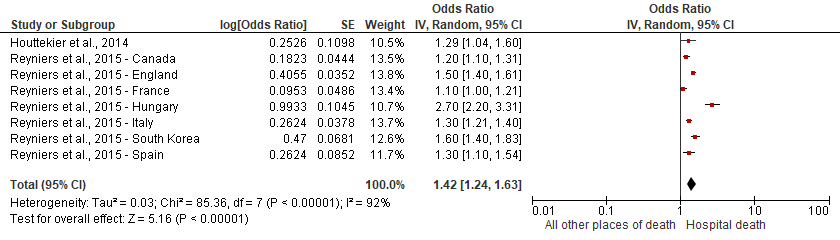 Odds Ratio Odds Ratio
Study or Subgroup log[Odds Ratio] SE Weight IV, Random, 95% CI IV, Random, 95% CI
Houttekier et al., 2014 0.2526 0.1098 10.5% 1.29 [1.04, 1.60]
Reyniers et al., 2015 - Canada 0.1823 0.0444 13.5% 1.20 [1.10, 1.31]
Reyniers et al., 2015 - England 0.4055 0.0352 13.8% 1.50 [1.40, 1.61]
Reyniers et al., 2015 - France 0.0953 0.0486 13.4% 1.10 [1.00, 1.21]
Reyniers et al., 2015 - Hungary 0.9933 0.1045 10.7% 2.70 [2.20, 3.31]
Reyniers et al., 2015 - Italy 0.2624 0.0378 13.7% 1.30 [1.21, 1.40]
Reyniers et al., 2015 - South Korea 0.47 0.0681 12.6% 1.60 [1.40, 1.83]
Reyniers et al., 2015 - Spain 0.2624 0.0852 11.7% 1.30 [1.10, 1.54]
Total (95% CI) 100.0% 1.42 [1.24, 1.63]
Heterogeneity: Tau² = 0.03; Chi² = 85.36, df = 7 (P < 0.00001); I² = 92%
Test for overall effect: Z = 5.16 (P < 0.00001)
0.01 0.1 1 10 100
All other places of death Hospital death